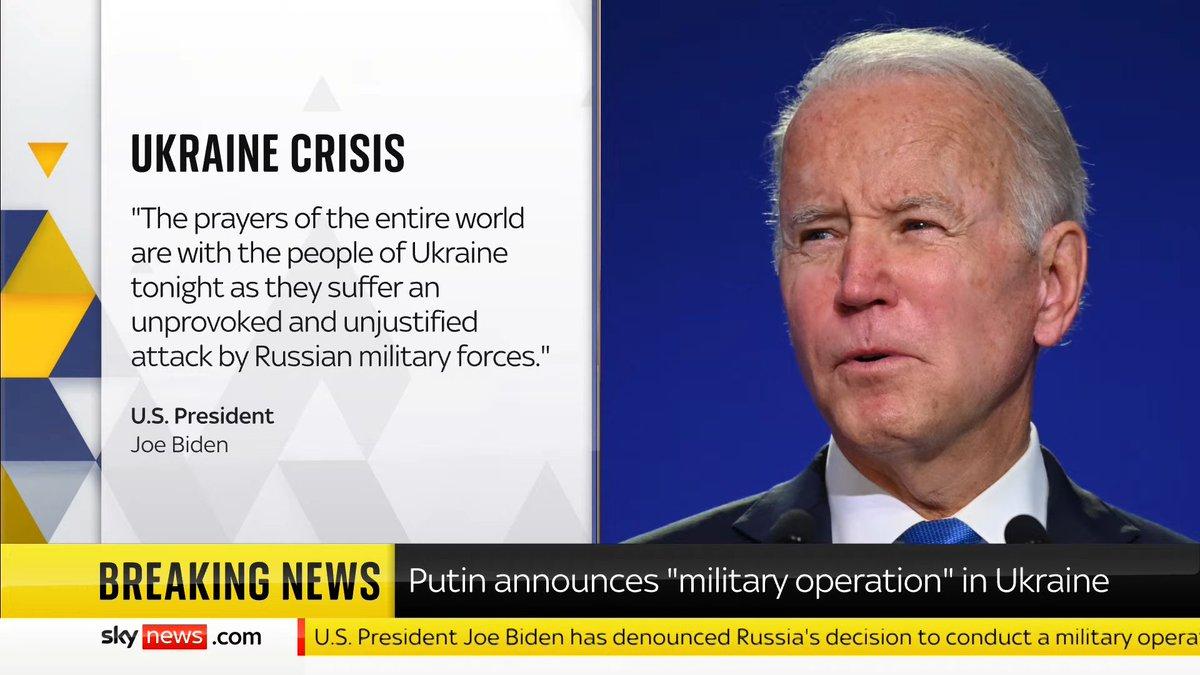 UKRAINE CRISIS
"The prayers of the entire world
are with the people of Ukraine
tonight as they suffer an
unprovoked and unjustified
attack by Russian military forces."
U.S. President
Joe Biden
BREAKING NEWS
Putin announces "military operation" in Ukraine
sky news .com
U.S. President Joe Biden has denounced Russia's decision to conduct a military opera